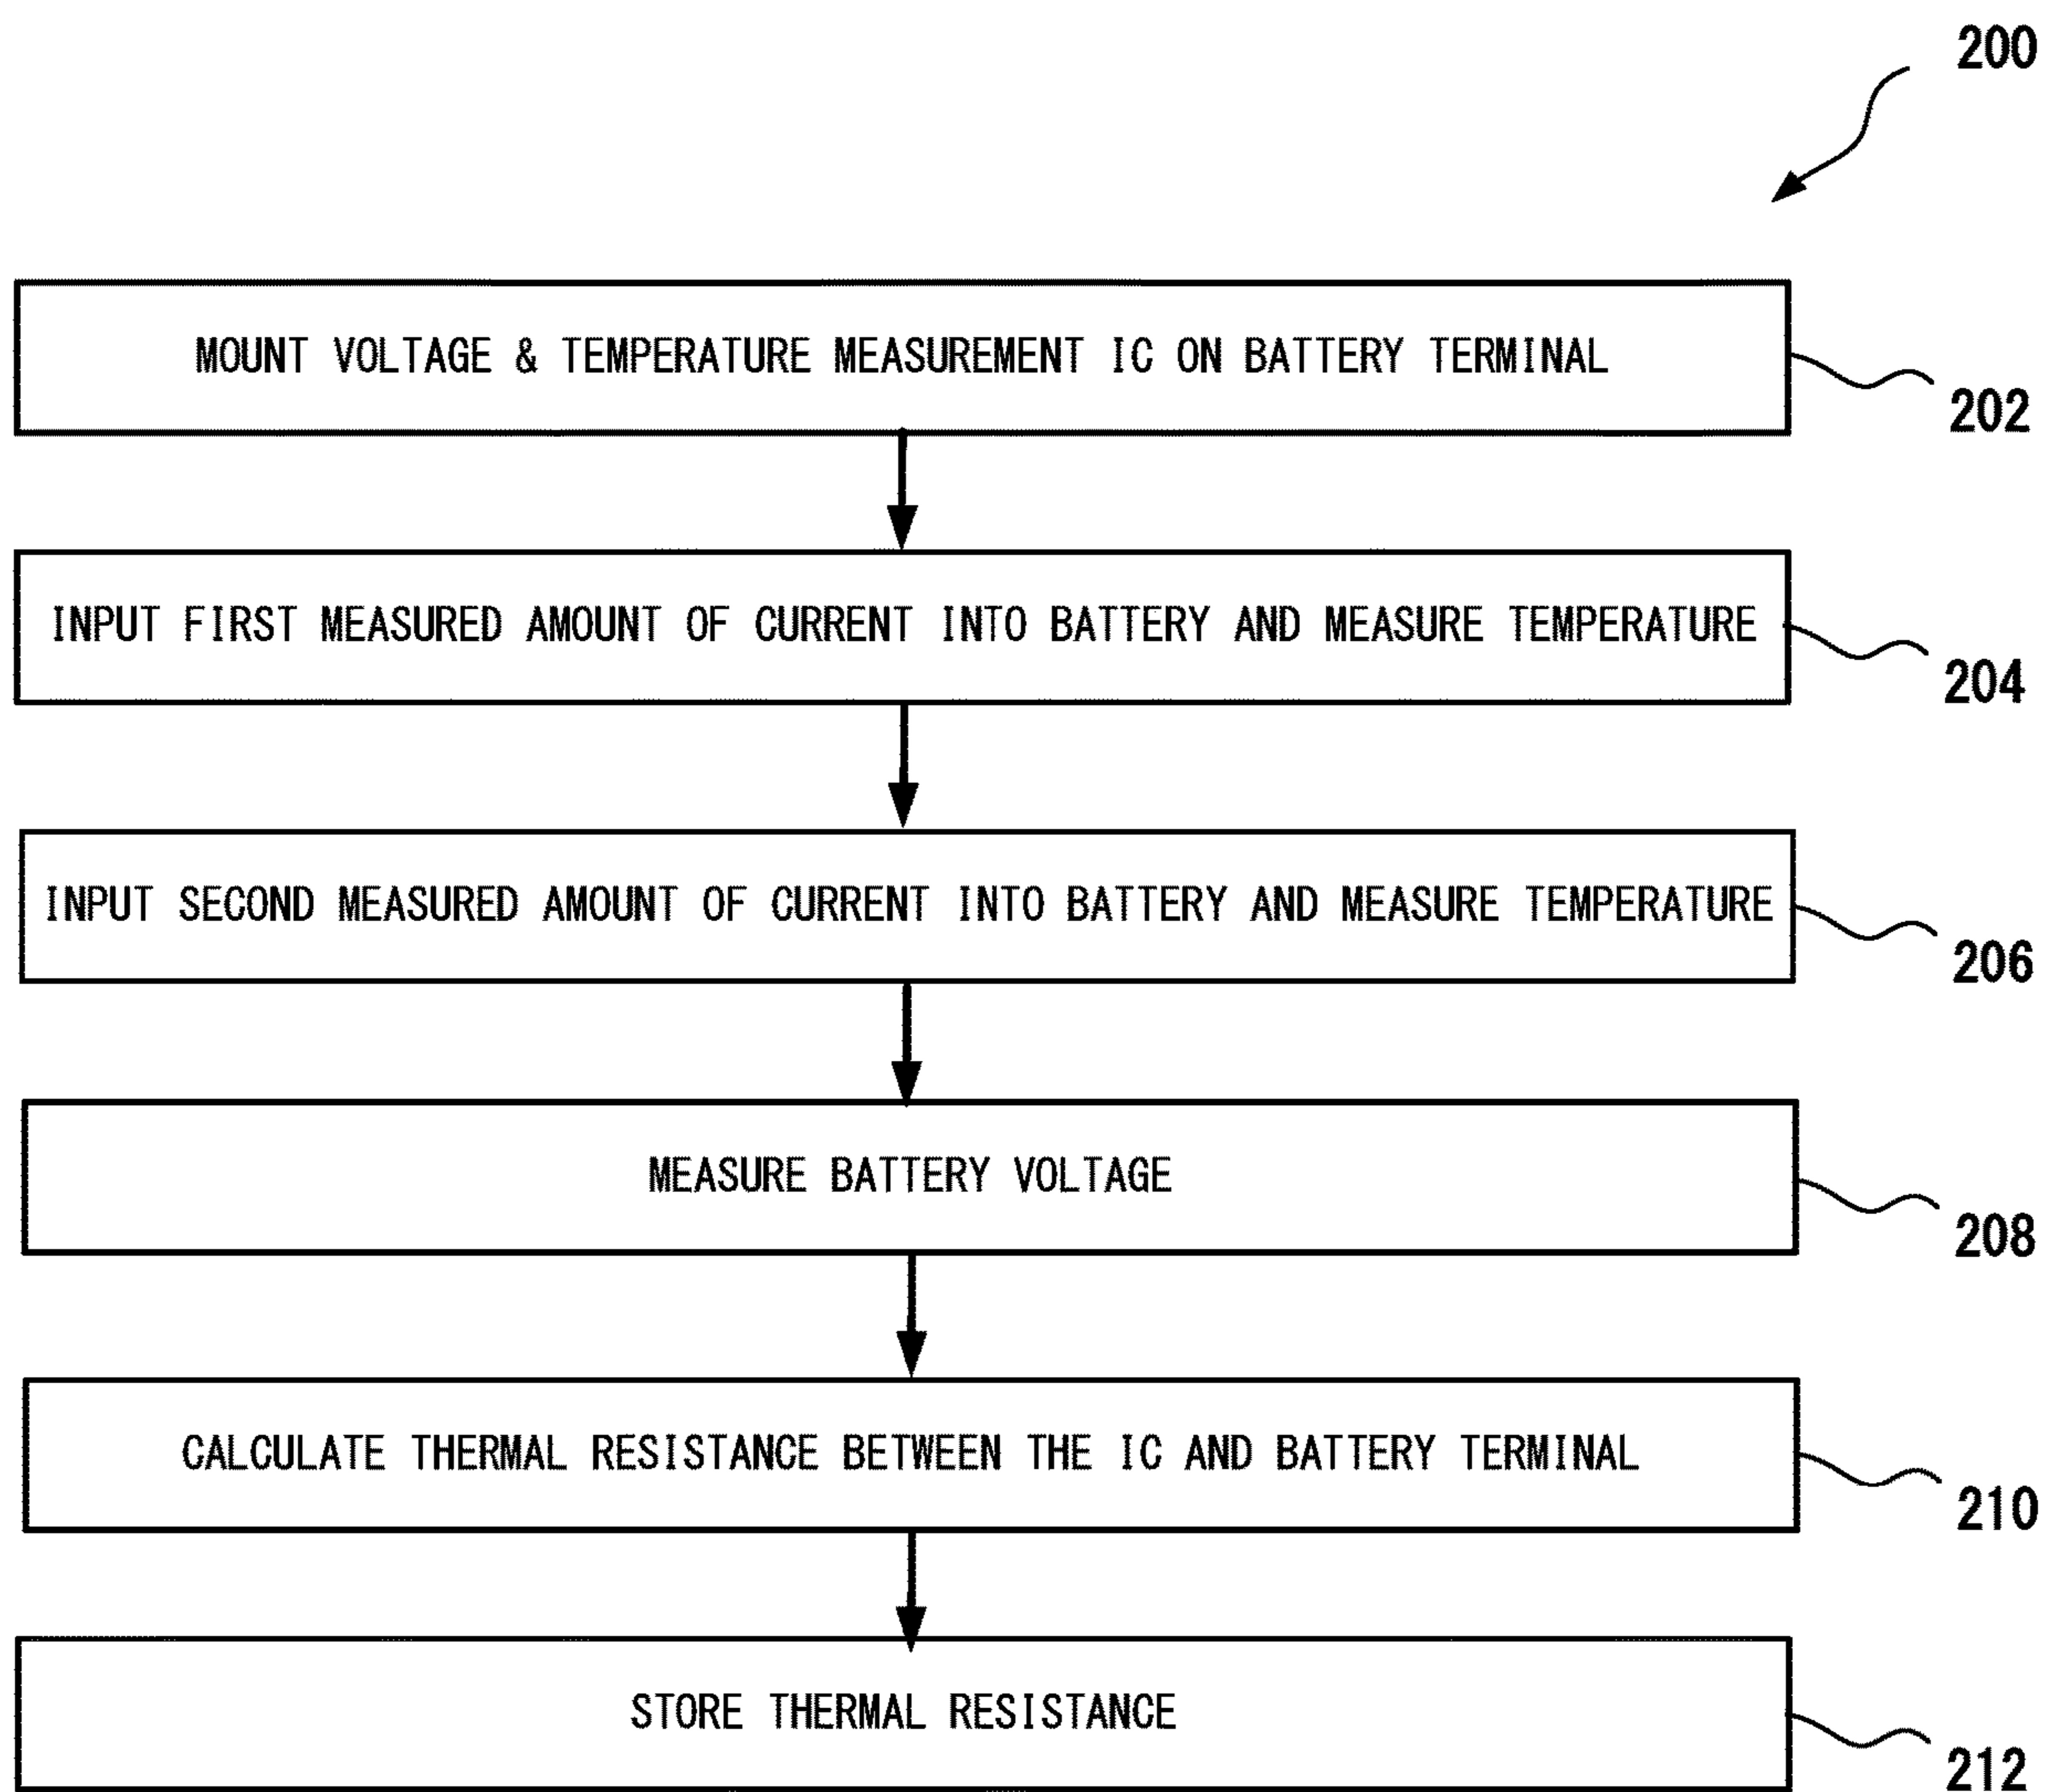 200
MOUNT VOLTAGE & TEMPERATURE MEASUREMENT IC ON BATTERY TERMINAL
202
INPUT FIRST MEASURED AMOUNT OF CURRENT INTO BATTERY AND MEASURE TEMPERATURE
204
INPUT SECOND MEASURED AMOUNT OF CURRENT INTO BATTERY AND MEASURE TEMPERATURE
206
MEASURE BATTERY VOLTAGE
208
CALCULATE THERMAL RESISTANCE BETWEEN THE IC AND BATTERY TERMINAL
210
STORE THERMAL RESISTANCE
212